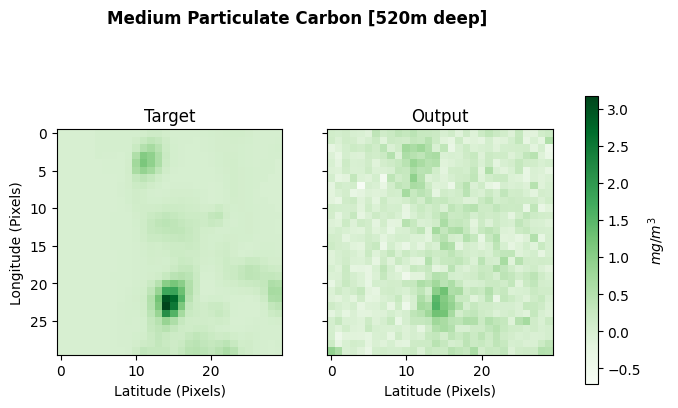 Medium Particulate Carbon [520m deep]
Target
Output
0
5
10
15
20
25
Longitude (Pixels)
0
10
20
Latitude (Pixels)
0
10
20
Latitude (Pixels)
3.0
2.5
2.0
1.5
1.0
0.5
0.0
−0.5
mg/m³